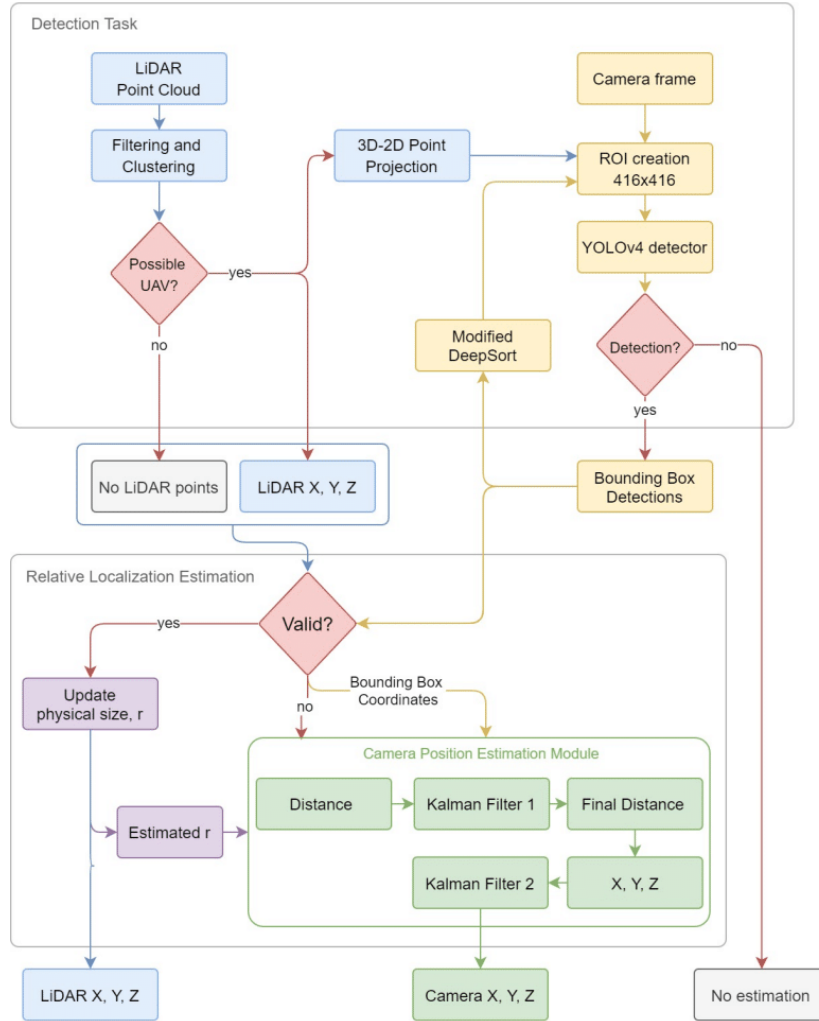 Detection Task
LiDAR
Point Cloud
Camera frame
Filtering and
Clustering
3D-2D Point
Projection
ROI creation
416x416
YOLOv4 detector
Possible
UAV?
yes
no
Modified
DeepSort
Detection?
no
yes
No LiDAR points
LiDAR X, Y, Z
Bounding Box
Detections
Relative Localization Estimation
Valid?
yes
Bounding Box
Coordinates
no
Update
physical size, r
Camera Position Estimation Module
Distance
Kalman Filter 1
Final Distance
Estimated r
Kalman Filter 2
X, Y, Z
LiDAR X, Y, Z
Camera X, Y, Z
No estimation